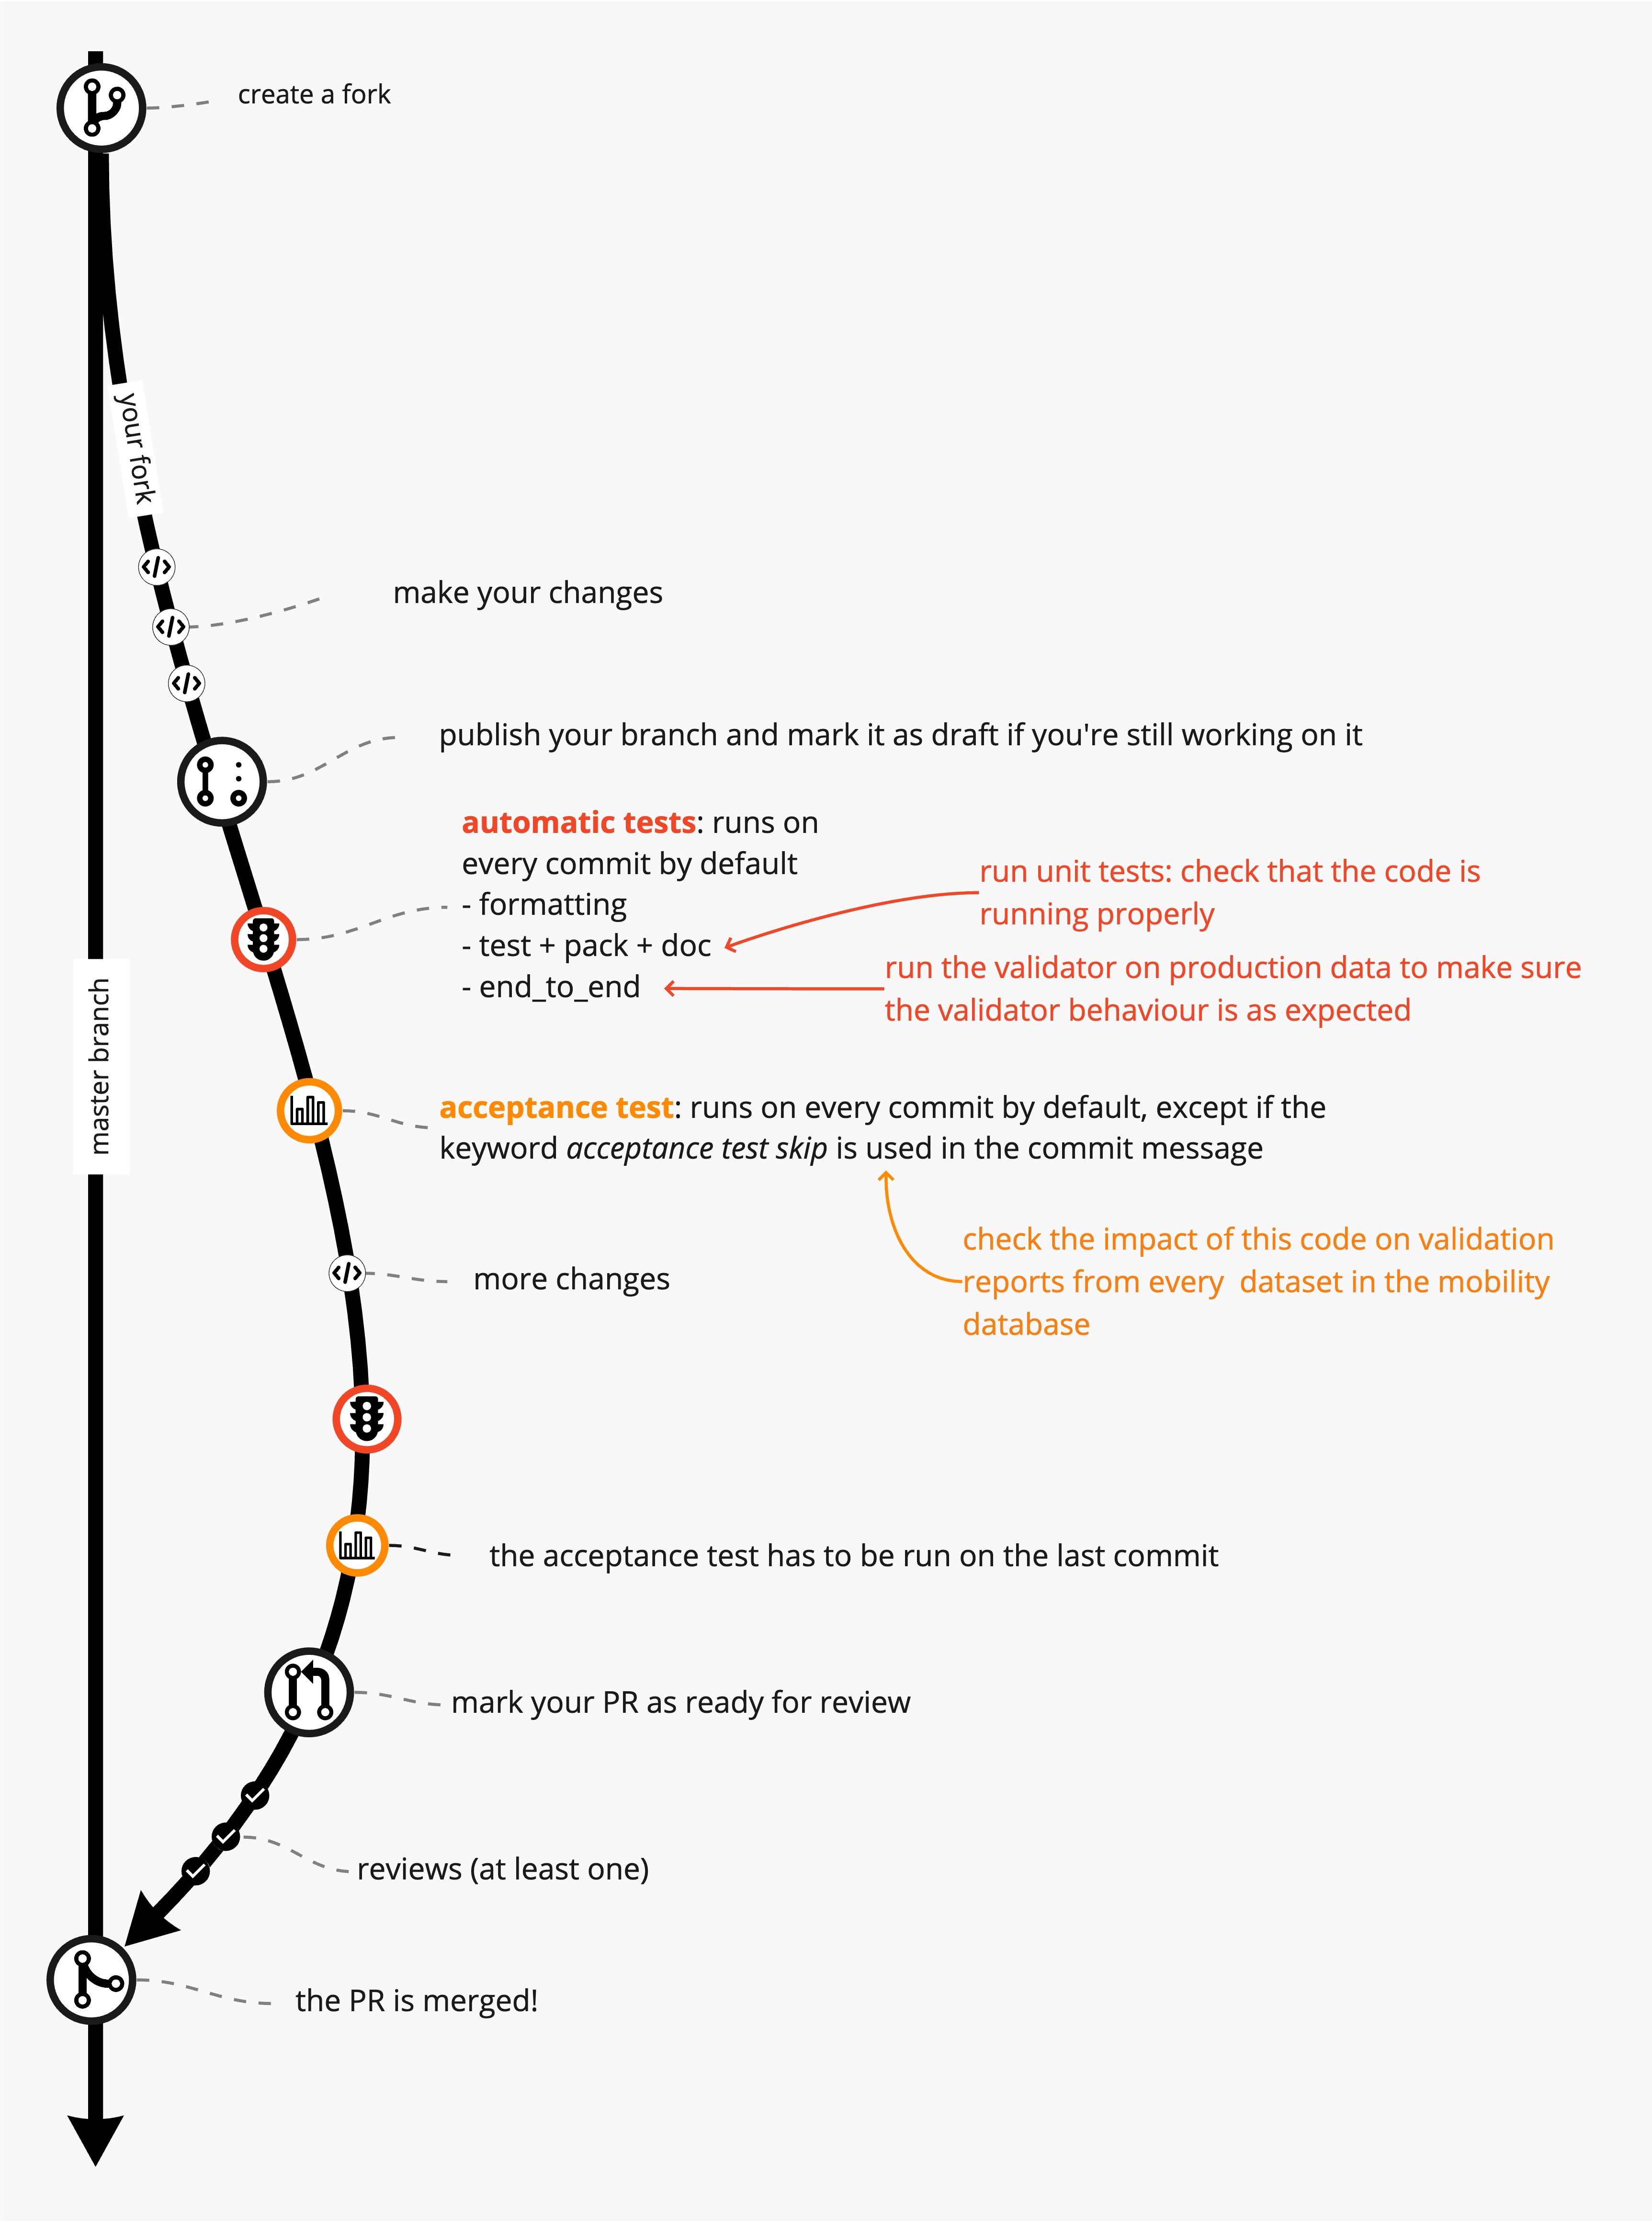 create a fork
your fork
make your changes
publish your branch and mark it as draft if you're still working on it
automatic tests: runs on
every commit by default
- formatting
- test + pack + doc
- end_to_end
run unit tests: check that the code is
running properly
run the validator on production data to make sure
the validator behaviour is as expected
master branch
acceptance test: runs on every commit by default, except if the
keyword acceptance test skip is used in the commit message
check the impact of this code on validation
reports from every  dataset in the mobility
database
more changes
the acceptance test has to be run on the last commit
mark your PR as ready for review
reviews (at least one)
the PR is merged!